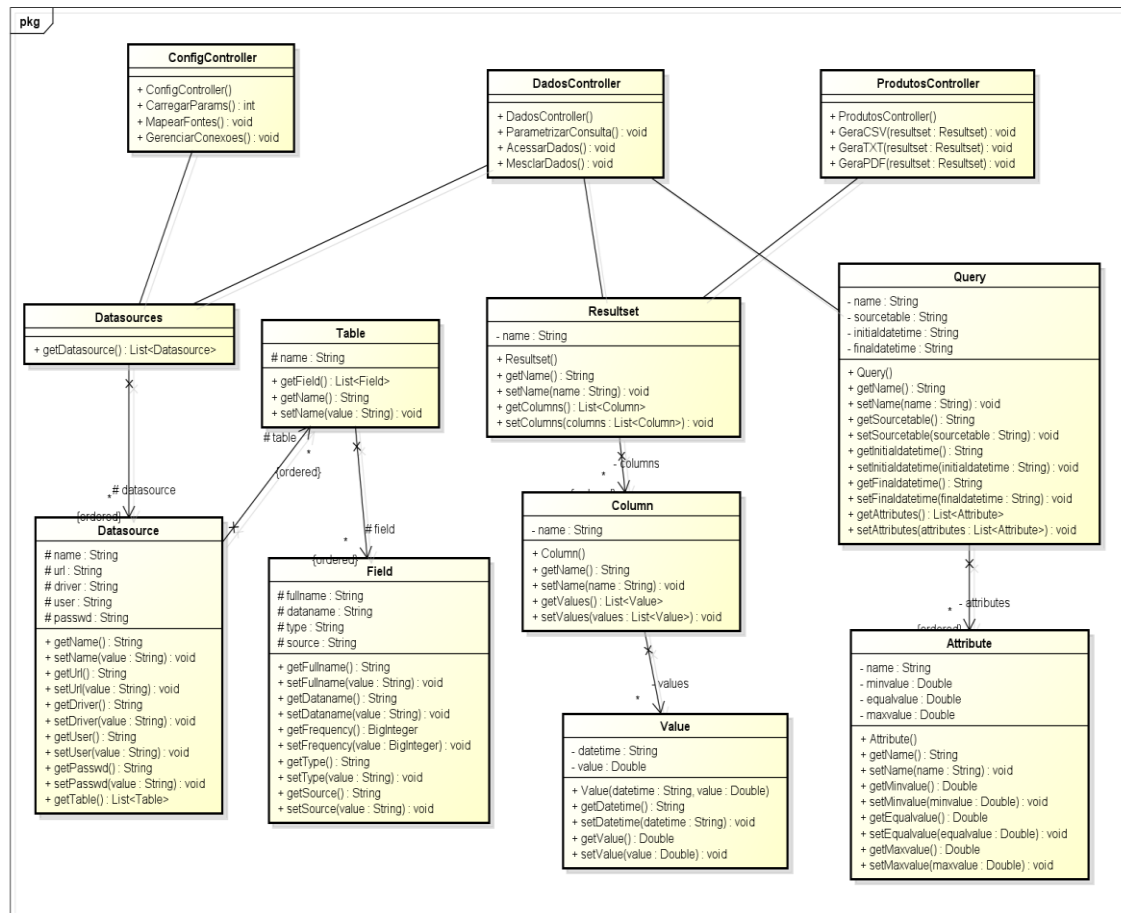 pkg
ConfigController
+ ConfigController()
+ CarregarParams() : int
+ MapearFontes() : void
+ GerenciarConexoes() : void
DadosController
+ DadosController()
+ ParametrizarConsulta() : void
+ AcessarDados() : void
+ MesclarDados() : void
ProdutosController
+ ProdutosController()
+ GeraCSV(resultset : Resultset) : void
+ GeraTXT(resultset : Resultset) : void
+ GeraPDF(resultset : Resultset) : void
Datasources
+ getDatasource() : List<Datasource>
Table
# name : String
+ getField() : List<Field>
+ getName() : String
+ setName(value : String) : void
Resultset
- name : String
+ Resultset()
+ getName() : String
+ setName(name : String) : void
+ getColumns() : List<Column>
+ setColumns(columns : List<Column>) : void
Query
- name : String
- sourcetable : String
- initialdatetime : String
- finaldatetime : String
+ Query()
+ getName() : String
+ setName(name : String) : void
+ getSourcetable() : String
+ setSourcetable(sourcetable : String) : void
+ getInitialdatetime() : String
+ setInitialdatetime(initialdatetime : String) : void
+ getFinaldatetime() : String
+ setFinaldatetime(finaldatetime : String) : void
+ getAttributes() : List<Attribute>
+ setAttributes(attributes : List<Attribute>) : void
# table
*
{ordered}
# datasource
*
{ordered}
# field
*
{ordered}
- columns
*
{ordered}
- values
*
- attributes
*
{ordered}
Datasource
# name : String
# url : String
# driver : String
# user : String
# passwd : String
+ getName() : String
+ setName(value : String) : void
+ getUrl() : String
+ setUrl(value : String) : void
+ getDriver() : String
+ setDriver(value : String) : void
+ getUser() : String
+ setUser(value : String) : void
+ getPasswd() : String
+ setPasswd(value : String) : void
+ getTable() : List<Table>
Field
# fullname : String
# dataname : String
# type : String
# source : String
+ getFullname() : String
+ setFullname(value : String) : void
+ getDataname() : String
+ setDataname(value : String) : void
+ getFrequency() : BigInteger
+ setFrequency(value : BigInteger) : void
+ getType() : String
+ setType(value : String) : void
+ getSource() : String
+ setSource(value : String) : void
Column
- name : String
+ Column()
+ getName() : String
+ setName(name : String) : void
+ getValues() : List<Value>
+ setValues(values : List<Value>) : void
Value
- datetime : String
- value : Double
+ Value(datetime : String, value : Double)
+ getDatetime() : String
+ setDatetime(datetime : String) : void
+ getValue() : Double
+ setValue(value : Double) : void
Attribute
- name : String
- minvalue : Double
- equalvalue : Double
- maxvalue : Double
+ Attribute()
+ getName() : String
+ setName(name : String) : void
+ getMinvalue() : Double
+ setMinvalue(minvalue : Double) : void
+ getEqualvalue() : Double
+ setEqualvalue(equalvalue : Double) : void
+ getMaxvalue() : Double
+ setMaxvalue(maxvalue : Double) : void